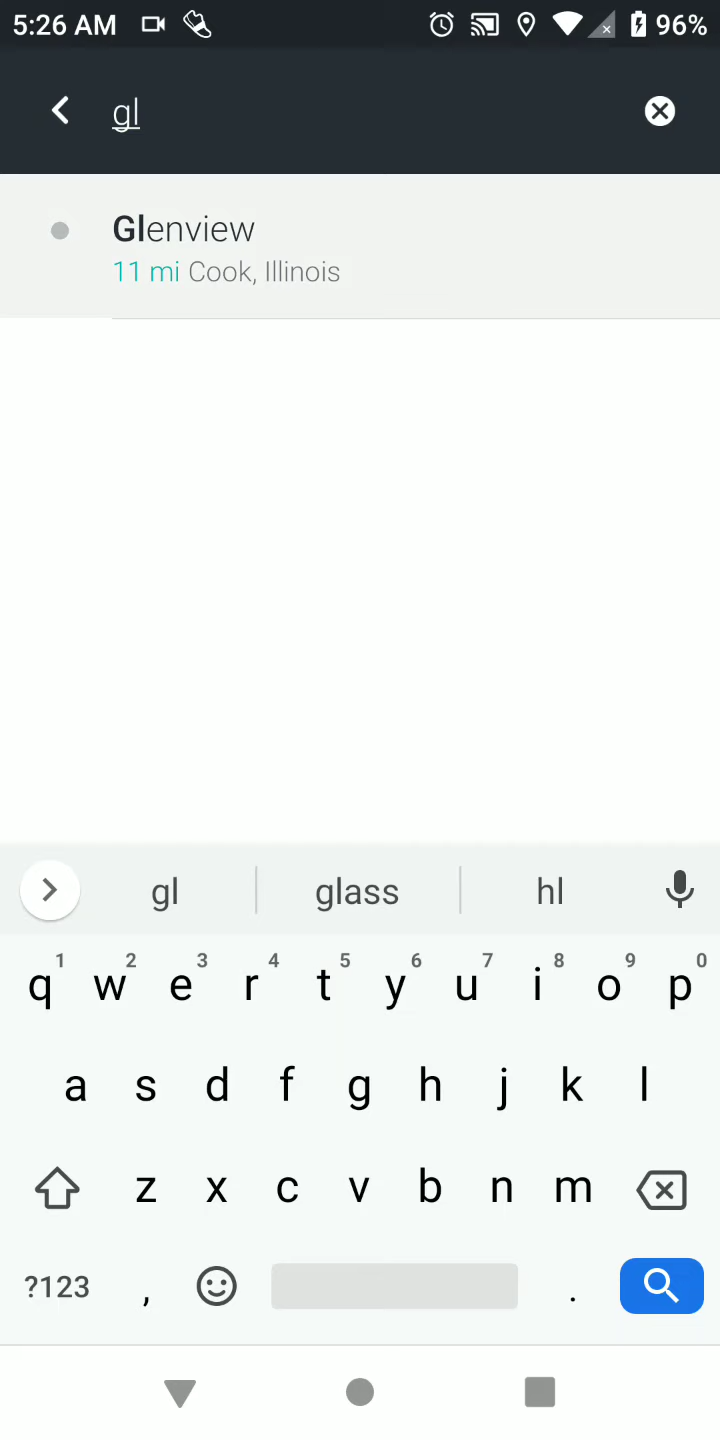 5:26 AM 96%
gl
Glenview
11 mi Cook, Illinois
gl glass hl
1 2 3 4 5 6 7 8 9 0
q w e r t y u i o p
a s d f g h j k l
z x c v b n m
?123 , .